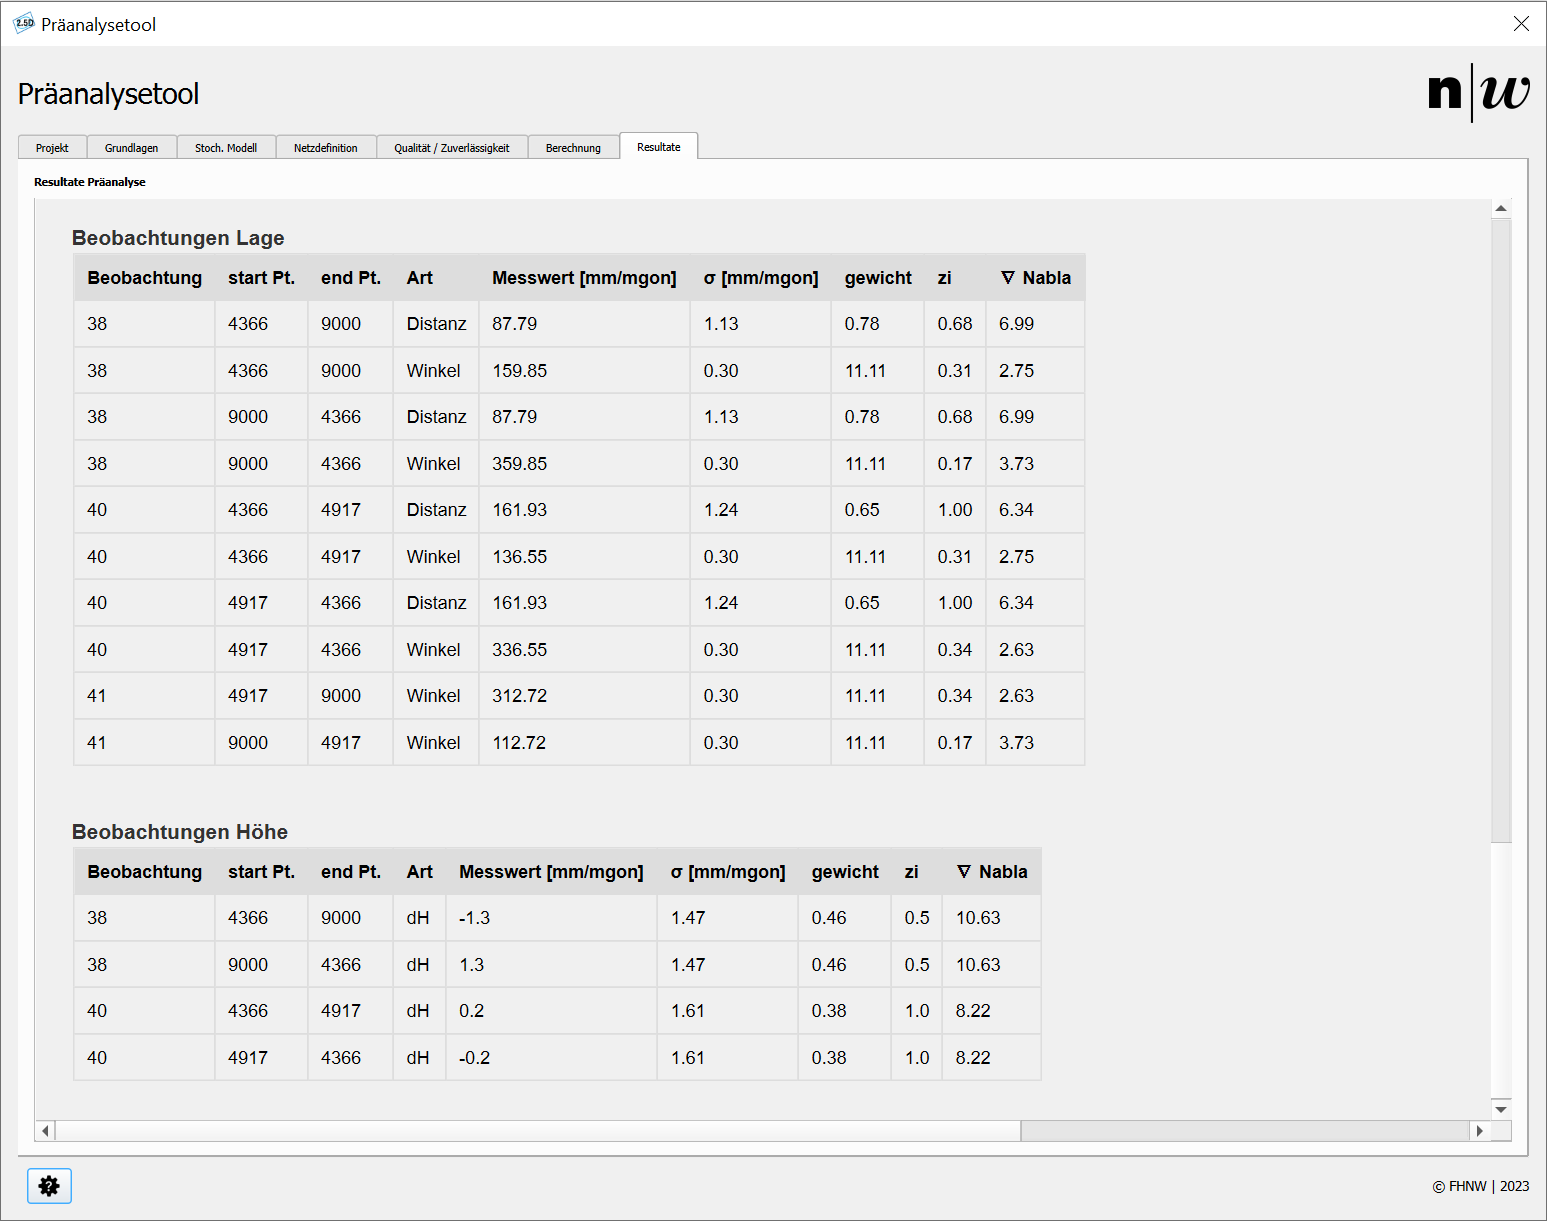 2.5D Präanalysetool
Präanalysetool
n|w
Projekt Grundlagen Stoch. Modell Netzdefinition Qualität / Zuverlässigkeit Berechnung Resultate
Resultate Präanalyse
Beobachtungen Lage
Beobachtung start Pt. end Pt. Art Messwert [mm/mgon] σ [mm/mgon] gewicht zi ∇ Nabla
38 4366 9000 Distanz 87.79 1.13 0.78 0.68 6.99
38 4366 9000 Winkel 159.85 0.30 11.11 0.31 2.75
38 9000 4366 Distanz 87.79 1.13 0.78 0.68 6.99
38 9000 4366 Winkel 359.85 0.30 11.11 0.17 3.73
40 4366 4917 Distanz 161.93 1.24 0.65 1.00 6.34
40 4366 4917 Winkel 136.55 0.30 11.11 0.31 2.75
40 4917 4366 Distanz 161.93 1.24 0.65 1.00 6.34
40 4917 4366 Winkel 336.55 0.30 11.11 0.34 2.63
41 4917 9000 Winkel 312.72 0.30 11.11 0.34 2.63
41 9000 4917 Winkel 112.72 0.30 11.11 0.17 3.73
Beobachtungen Höhe
Beobachtung start Pt. end Pt. Art Messwert [mm/mgon] σ [mm/mgon] gewicht zi ∇ Nabla
38 4366 9000 dH -1.3 1.47 0.46 0.5 10.63
38 9000 4366 dH 1.3 1.47 0.46 0.5 10.63
40 4366 4917 dH 0.2 1.61 0.38 1.0 8.22
40 4917 4366 dH -0.2 1.61 0.38 1.0 8.22
?
© FHNW | 2023